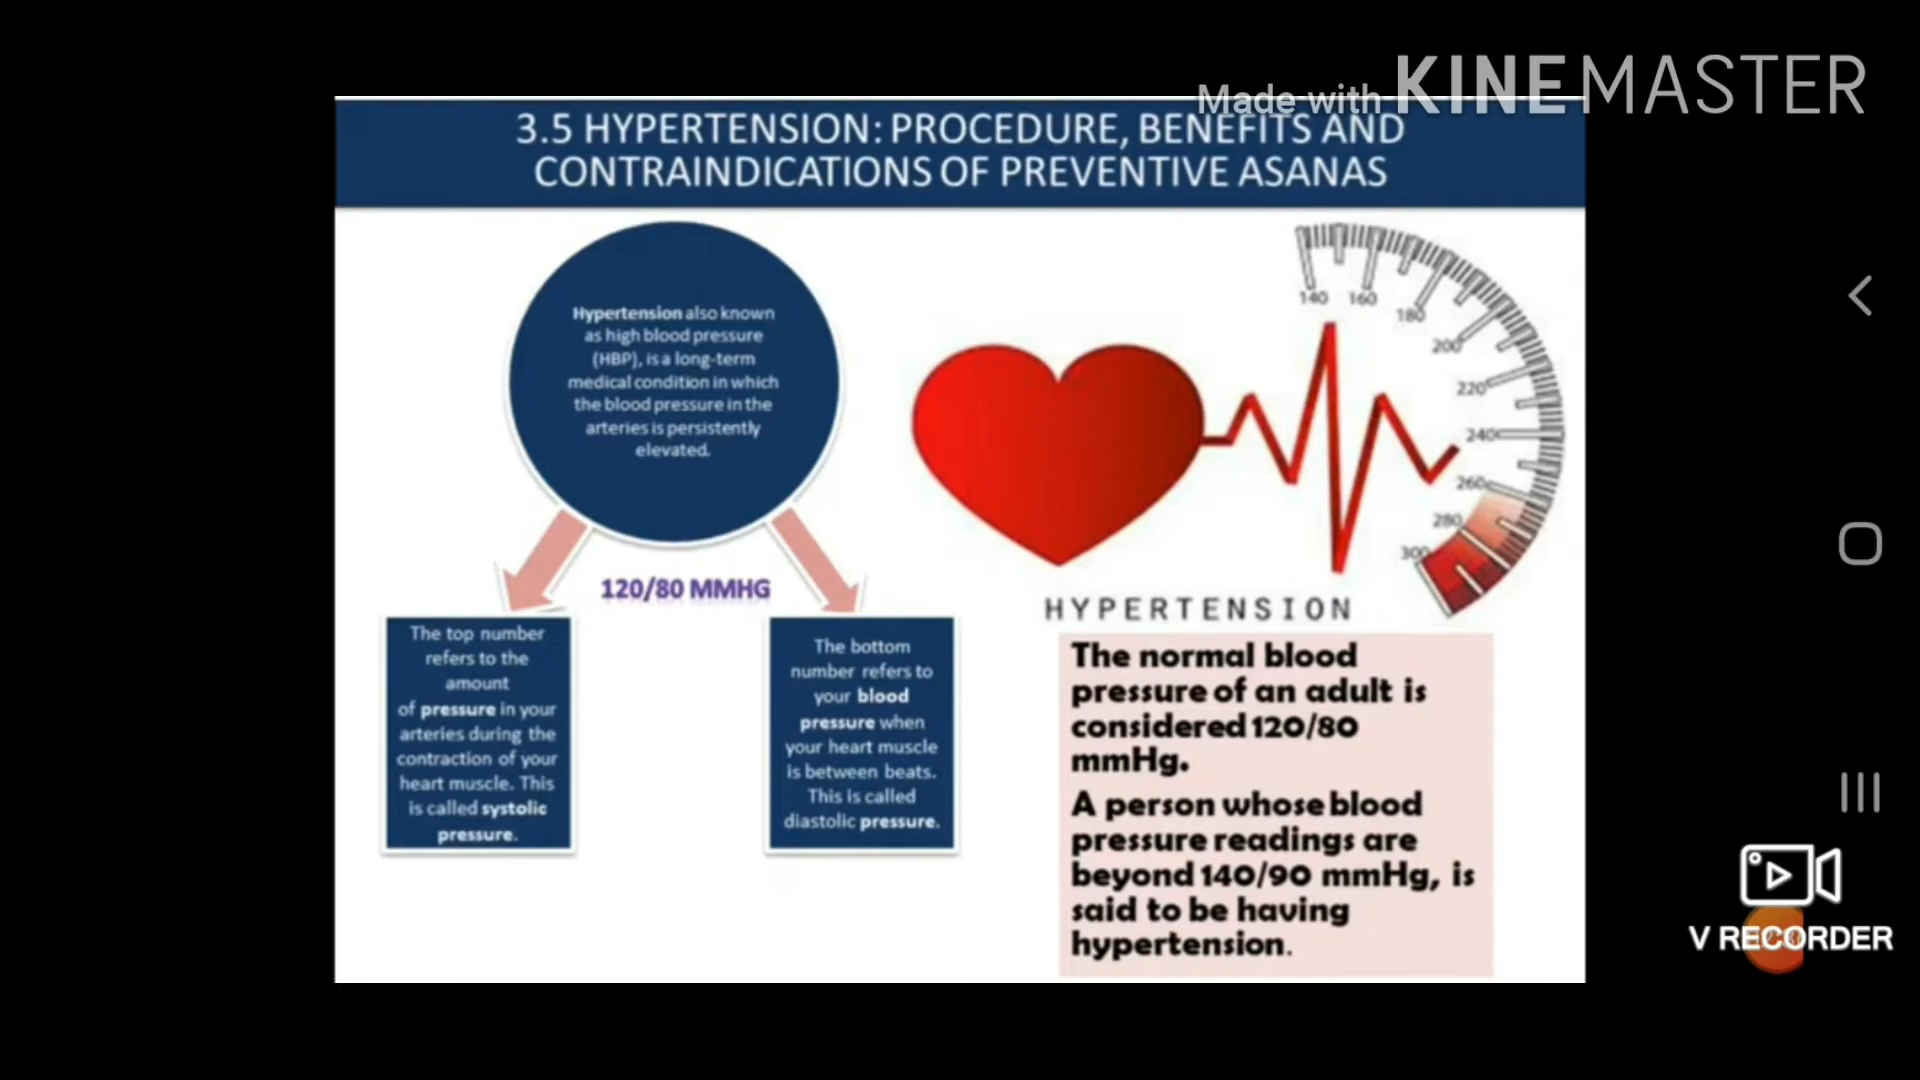 Made with KINEMASTER
3.5 HYPERTENSION: PROCEDURE, BENEFITS AND
CONTRAINDICATIONS OF PREVENTIVE ASANAS
Hypertension also known
as high blood pressure
(HBP), is a long-term
medical condition in which
the blood pressure in the
arteries is persistently
elevated.
120/80 MMHG
The top number
refers to the
amount
of pressure in your
arteries during the
contraction of your
heart muscle. This
is called systolic
pressure.
The bottom
number refers to
your blood
pressure when
your heart muscle
is between beats.
This is called
diastolic pressure.
140
160
180
200
220
240
260
280
300
HYPERTENSION
The normal blood
pressure of an adult is
considered 120/80
mmHg.
A person whose blood
pressure readings are
beyond 140/90 mmHg, is
said to be having
hypertension.
V RECORDER